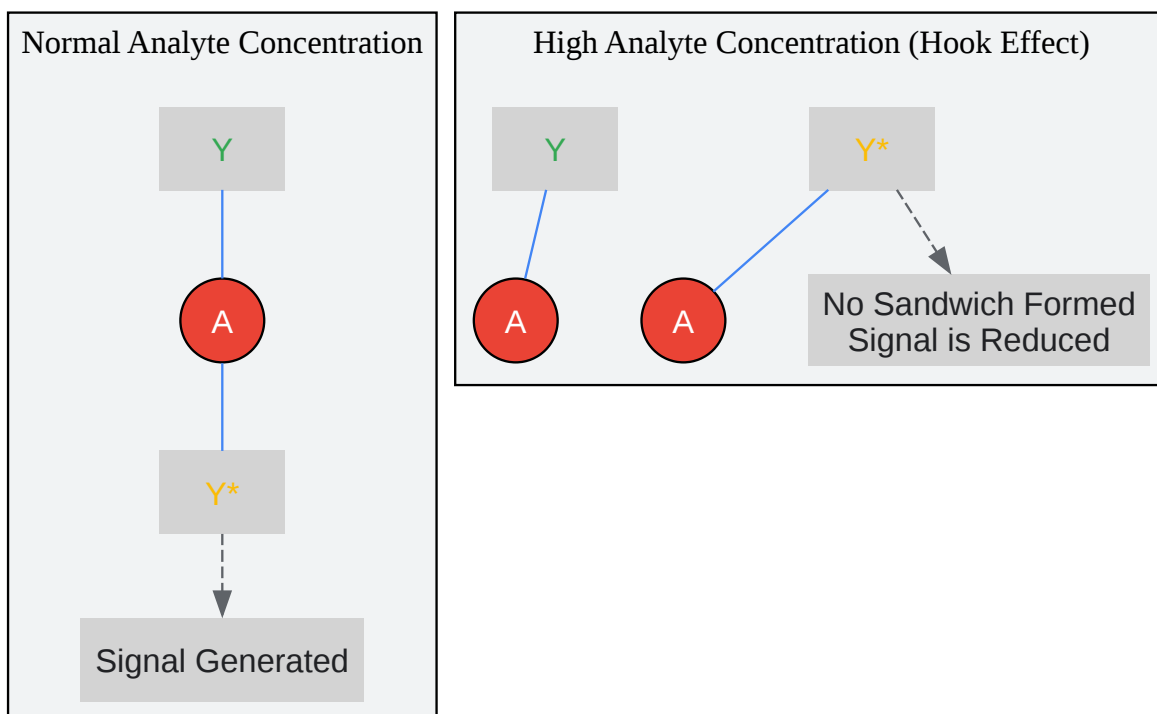 Normal Analyte Concentration
Y
A
Y*
Signal Generated
High Analyte Concentration (Hook Effect)
Y
Y*
A
A
No Sandwich Formed
Signal is Reduced